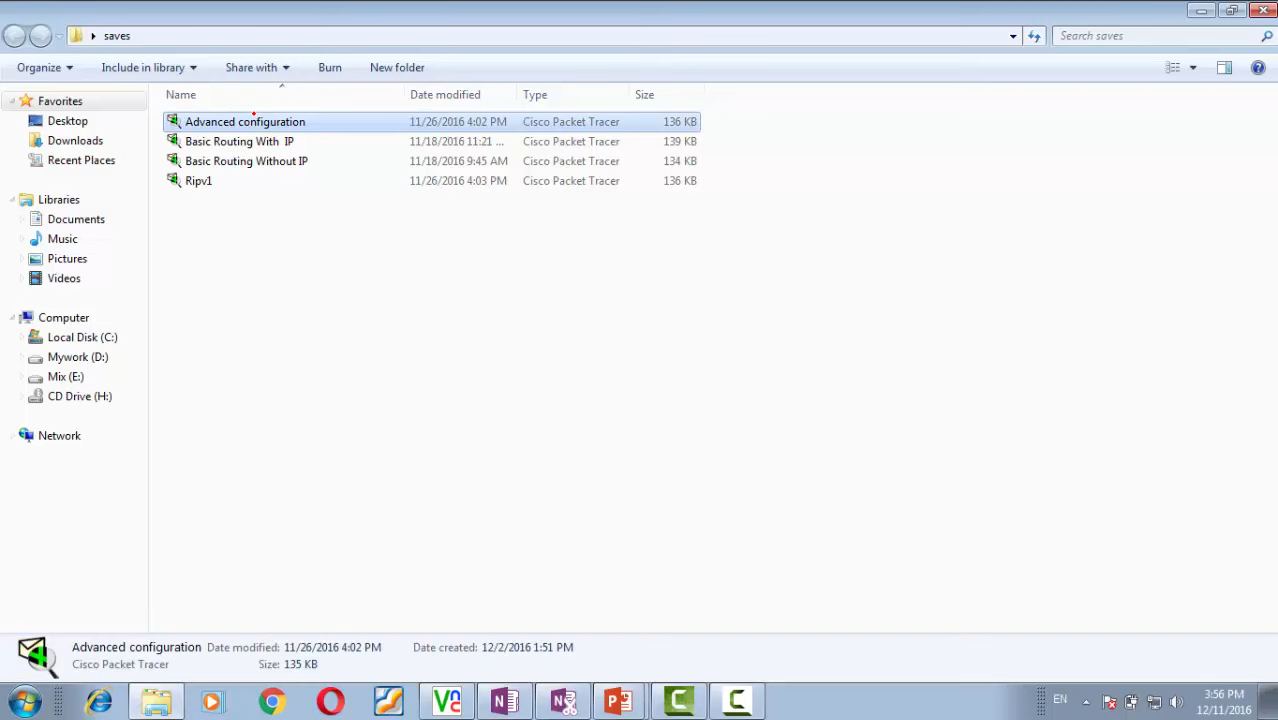 saves
Search saves
Organize
Include in library
Share with
Burn
New folder
Name
Date modified
Type
Size
Favorites
Desktop
Downloads
Recent Places
Libraries
Documents
Music
Pictures
Videos
Computer
Local Disk (C:)
Mywork (D:)
Mix (E:)
CD Drive (H:)
Network
Advanced configuration 11/26/2016 4:02 PM Cisco Packet Tracer 136 KB
Basic Routing With IP 11/18/2016 11:21 ... Cisco Packet Tracer 139 KB
Basic Routing Without IP 11/18/2016 9:45 AM Cisco Packet Tracer 134 KB
Ripv1 11/26/2016 4:03 PM Cisco Packet Tracer 136 KB
Advanced configuration Date modified: 11/26/2016 4:02 PM Date created: 12/2/2016 1:51 PM
Cisco Packet Tracer Size: 135 KB
EN
3:56 PM
12/11/2016